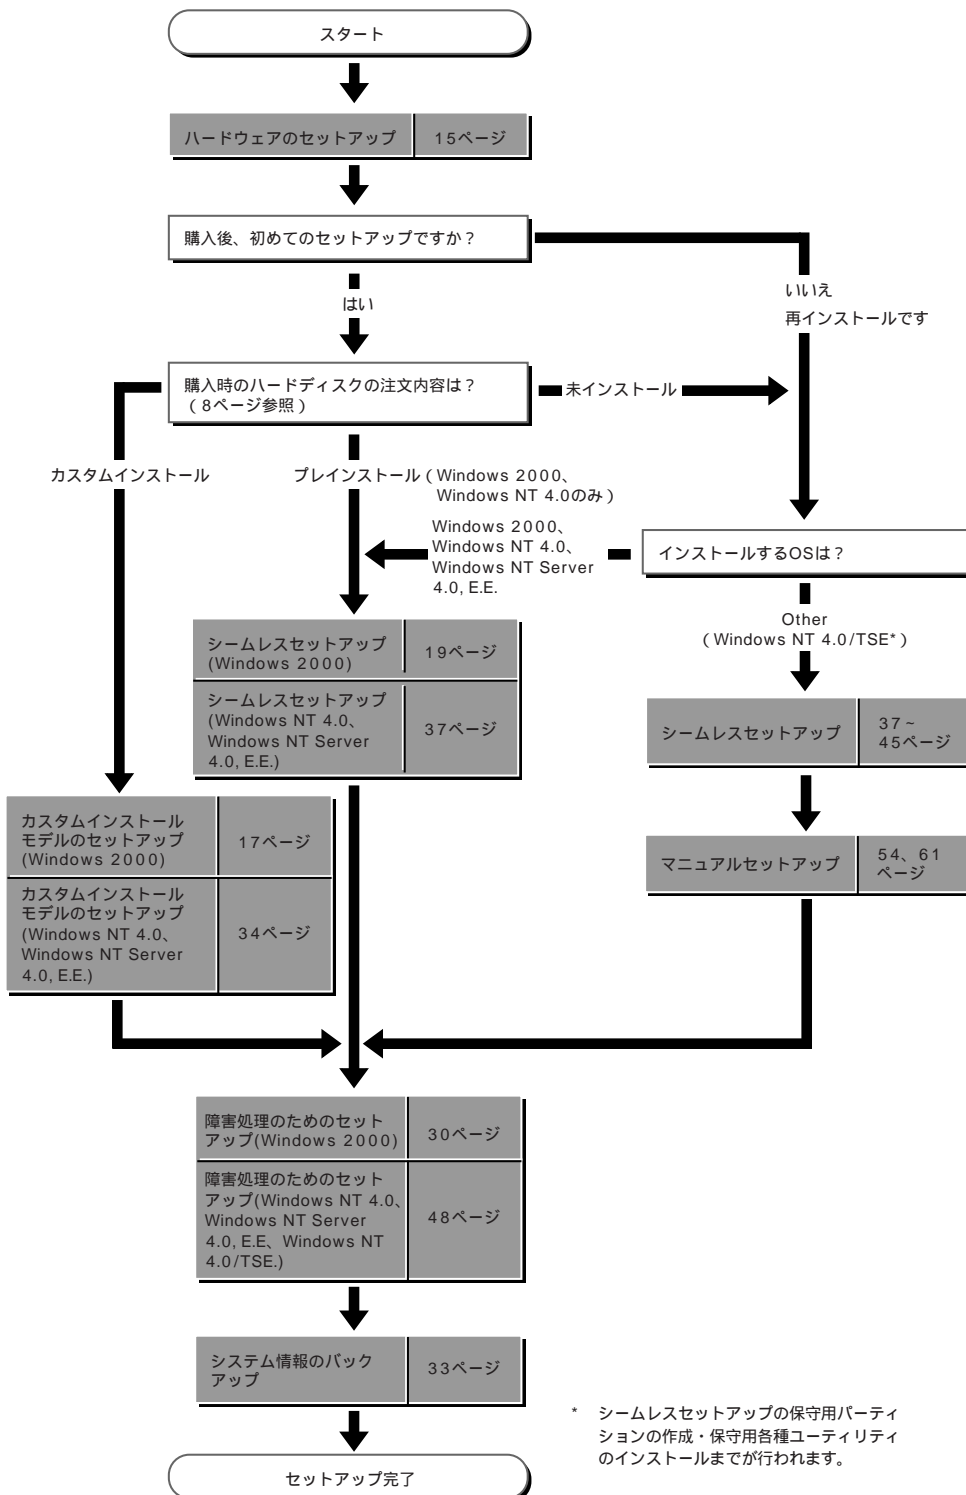 スタート
ハードウェアのセットアップ
15ページ
購入後、初めてのセットアップですか？
はい
いいえ
再インストールです
購入時のハードディスクの注文内容は？
（8ページ参照）
未インストール
カスタムインストール
プレインストール（Windows 2000、
Windows NT 4.0のみ）
Windows 2000、
Windows NT 4.0、
Windows NT Server
4.0, E.E.
インストールするOSは？
Other
（Windows NT 4.0/TSE*）
シームレスセットアップ
(Windows 2000)
19ページ
シームレスセットアップ
(Windows NT 4.0、
Windows NT Server
4.0, E.E.)
37ページ
シームレスセットアップ
37～
45ページ
カスタムインストール
モデルのセットアップ
(Windows 2000)
17ページ
カスタムインストール
モデルのセットアップ
(Windows NT 4.0、
Windows NT Server
4.0, E.E.)
34ページ
マニュアルセットアップ
54、61
ページ
障害処理のためのセット
アップ(Windows 2000)
30ページ
障害処理のためのセット
アップ(Windows NT 4.0、
Windows NT Server
4.0, E.E、Windows NT
4.0/TSE.)
48ページ
システム情報のバック
アップ
33ページ
* シームレスセットアップの保守用パーティ
ションの作成・保守用各種ユーティリティ
のインストールまでが行われます。
セットアップ完了